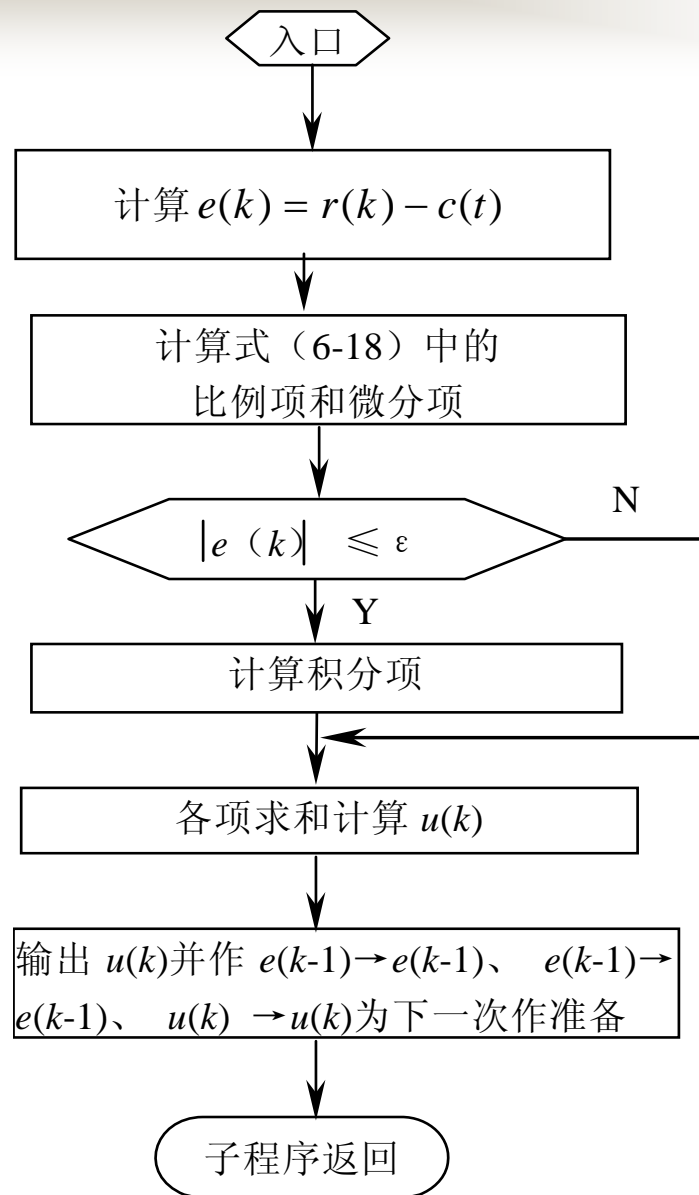 入口
计算 e(k) = r(k) − c(t)
计算式（6-18）中的
比例项和微分项
|e（k)| ≤ ε
N
Y
计算积分项
各项求和计算 u(k)
输出 u(k)并作 e(k-1)→e(k-1)、 e(k-1)→
e(k-1)、 u(k) →u(k)为下一次作准备
子程序返回